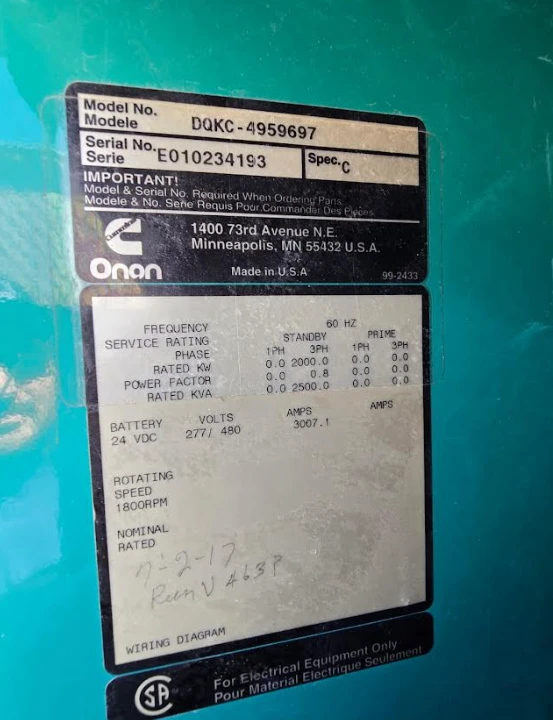 Model No.
Modele DQKC-4959697
Serial No.
Serie E010234193 Spec. C
IMPORTANT!
Model & Serial No. Required When Ordering Parts
Modele & No. Serie Requis Pour Commander Des Pieces
Cummins
1400 73rd Avenue N.E.
Minneapolis, MN 55432 U.S.A.
Onan
Made in U.S.A 99-2433
FREQUENCY 60 HZ
SERVICE RATING STANDBY PRIME
PHASE 1PH 3PH 1PH 3PH
RATED KW 0.0 2000.0 0.0 0.0
POWER FACTOR 0.0 0.8 0.0 0.0
RATED KVA 0.0 2500.0 0.0 0.0
BATTERY VOLTS AMPS AMPS
24 VDC 277/ 480 3007.1
ROTATING
SPEED
1800RPM
NOMINAL
RATED
-2-17
WIRING DIAGRAM
SA
For Electrical Equipment Only
Pour Material Electrique Seulement